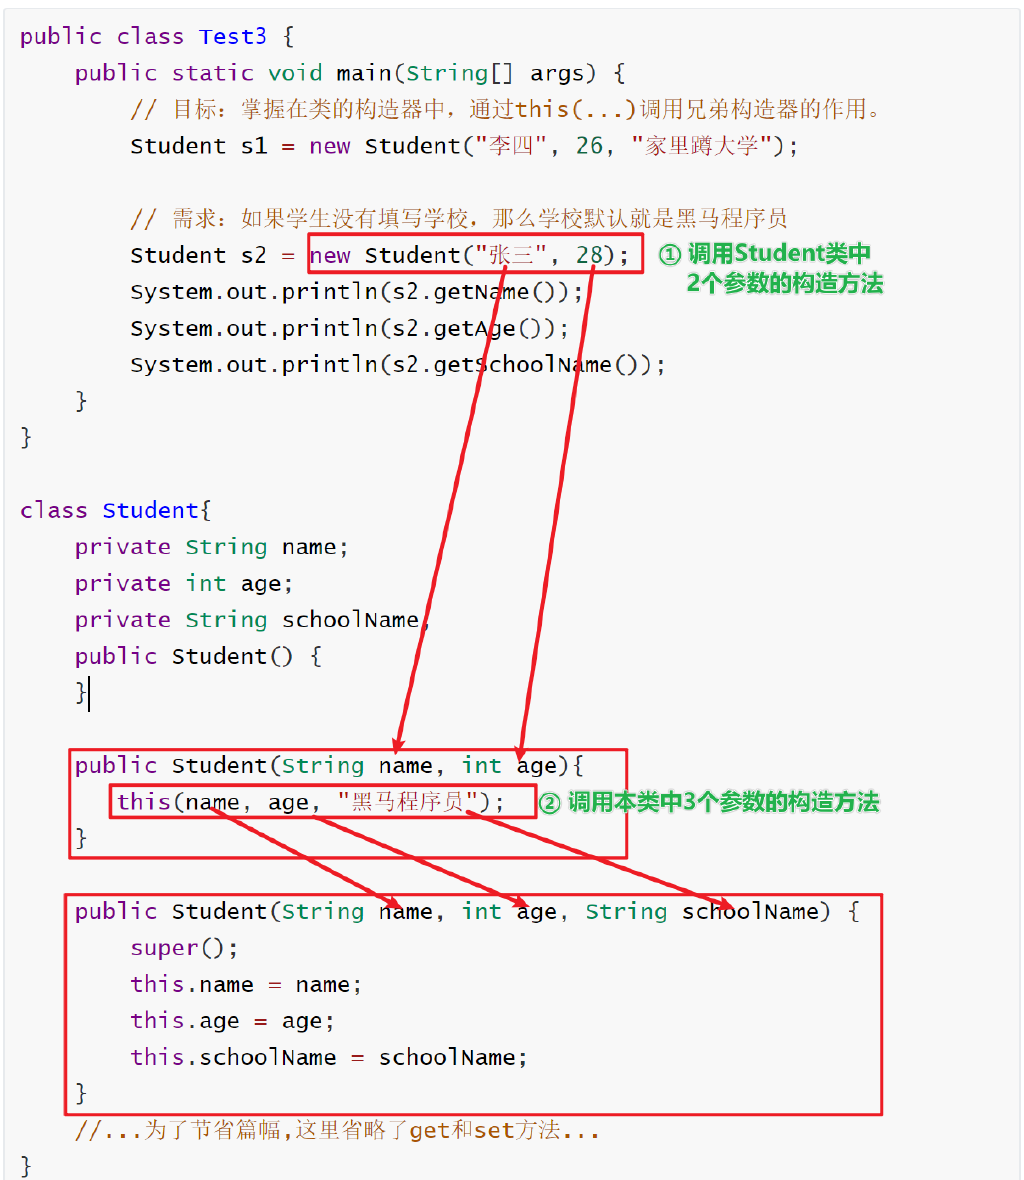 public class Test3 {
public static void main(String[] args) {
// 目标：掌握在类的构造器中，通过this(...)调用兄弟构造器的作用。
Student s1 = new Student("李四", 26, "家里蹲大学");
// 需求：如果学生没有填写学校，那么学校默认就是黑马程序员
Student s2 = new Student("张三", 28);
① 调用Student类中
2个参数的构造方法
System.out.println(s2.getName());
System.out.println(s2.getAge());
System.out.println(s2.getSchoolName());
}
}
class Student{
private String name;
private int age;
private String schoolName;
public Student() {
}
public Student(String name, int age){
this(name, age, "黑马程序员");
② 调用本类中3个参数的构造方法
}
public Student(String name, int age, String schoolName) {
super();
this.name = name;
this.age = age;
this.schoolName = schoolName;
}
//...为了节省篇幅,这里省略了get和set方法...
}